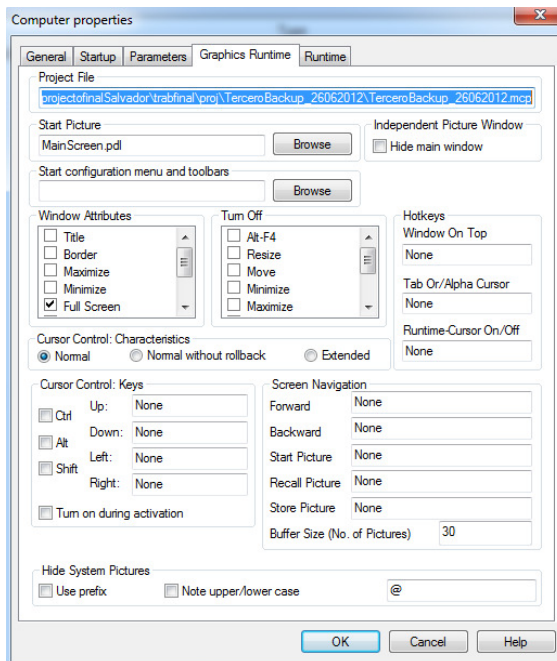 Computer properties
General
Startup
Parameters
Graphics Runtime
Runtime
Project File
projectofinalSalvador\trabfinal\proj\TerceroBackup_26062012\TerceroBackup_26062012.mcp
Start Picture
MainScreen.pdl
Browse
Independent Picture Window
Hide main window
Start configuration menu and toolbars
Browse
Window Attributes
Title
Border
Maximize
Minimize
Full Screen
Turn Off
Alt-F4
Resize
Move
Minimize
Maximize
Hotkeys
Window On Top
None
Tab Or/Alpha Cursor
None
Runtime-Cursor On/Off
None
Cursor Control: Characteristics
Normal
Normal without rollback
Extended
Cursor Control: Keys
Ctrl
Alt
Shift
Up: None
Down: None
Left: None
Right: None
Turn on during activation
Screen Navigation
Forward None
Backward None
Start Picture None
Recall Picture None
Store Picture None
Buffer Size (No. of Pictures) 30
Hide System Pictures
Use prefix
Note upper/lower case
@
OK
Cancel
Help